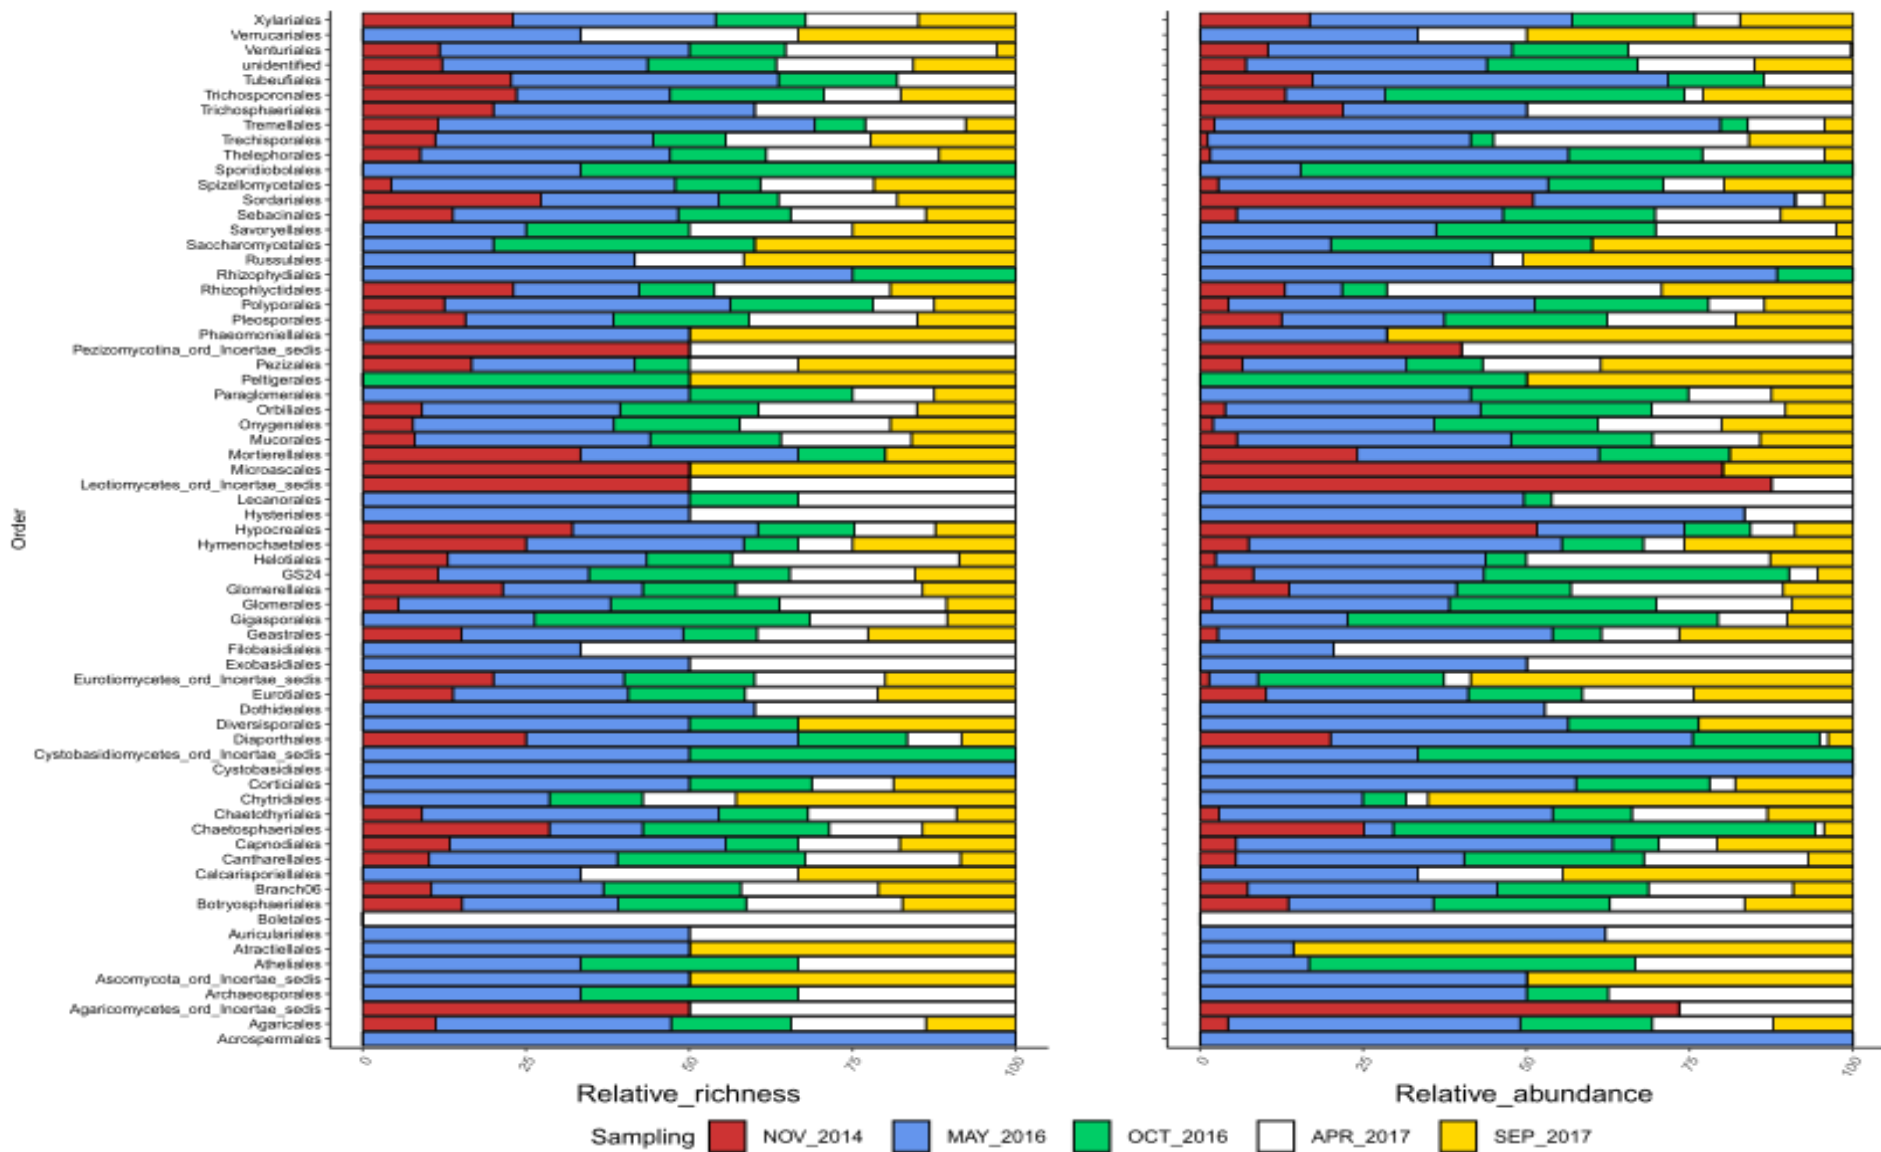 Xylariales
Verrucariales
Venturiales
unidentified
Tubeufiales
Trichosporonales
Trichosphaeriales
Tremellales
Trechisporales
Thelephorales
Sporidiobolales
Spizellomycetales
Sordariales
Sebacinales
Savoryellales
Saccharomycetales
Russulales
Rhizophydiales
Rhizophlyctidales
Polyporales
Pleosporales
Phaeomoniellales
Pezizomycotina_ord_Incertae_sedis
Pezizales
Peltigerales
Paraglomerales
Orbiliales
Onygenales
Mucorales
Mortierellales
Microascales
Leotiomycetes_ord_Incertae_sedis
Lecanorales
Hysteriales
Hypocreales
Hymenochaetales
Helotiales
GS24
Glomerellales
Glomerales
Gigasporales
Geastrales
Filobasidiales
Exobasidiales
Eurotiomycetes_ord_Incertae_sedis
Eurotiales
Dothideales
Diversisporales
Diaporthales
Cystobasidiomycetes_ord_Incertae_sedis
Cystobasidiales
Corticiales
Chytridiales
Chaetothyriales
Chaetosphaeriales
Capnodiales
Cantharellales
Calcarisporiellales
Branch06
Botryosphaeriales
Boletales
Auriculariales
Atractiellales
Atheliales
Ascomycota_ord_Incertae_sedis
Archaeosporales
Agaricomycetes_ord_Incertae_sedis
Agaricales
Acrospermales
Order
0 25 50 75 100
0 25 50 75 100
Relative_richness
Relative_abundance
Sampling NOV_2014 MAY_2016 OCT_2016 APR_2017 SEP_2017